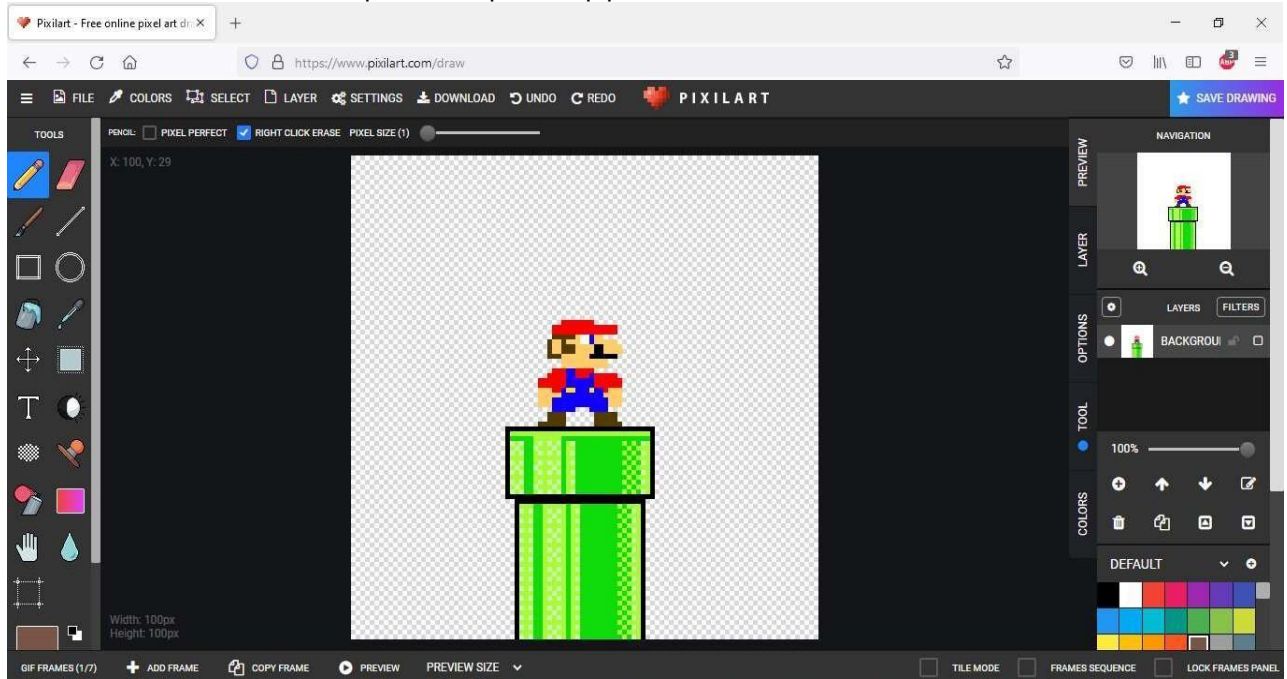 Pixilart - Free online pixel art dr
https://www.pixilart.com/draw
FILE COLORS SELECT LAYER SETTINGS DOWNLOAD UNDO REDO PIXILART SAVE DRAWING
TOOLS
PENCIL: PIXEL PERFECT RIGHT CLICK ERASE PIXEL SIZE (1)
NAVIGATION
X: 100, Y: 29
PREVIEW
LAYER
OPTIONS
TOOL
COLORS
LAYERS FILTERS
BACKGROU
100%
DEFAULT
Width: 100px
Height: 100px
GIF FRAMES (1/7) ADD FRAME COPY FRAME PREVIEW PREVIEW SIZE TILE MODE FRAMES SEQUENCE LOCK FRAMES PANEL